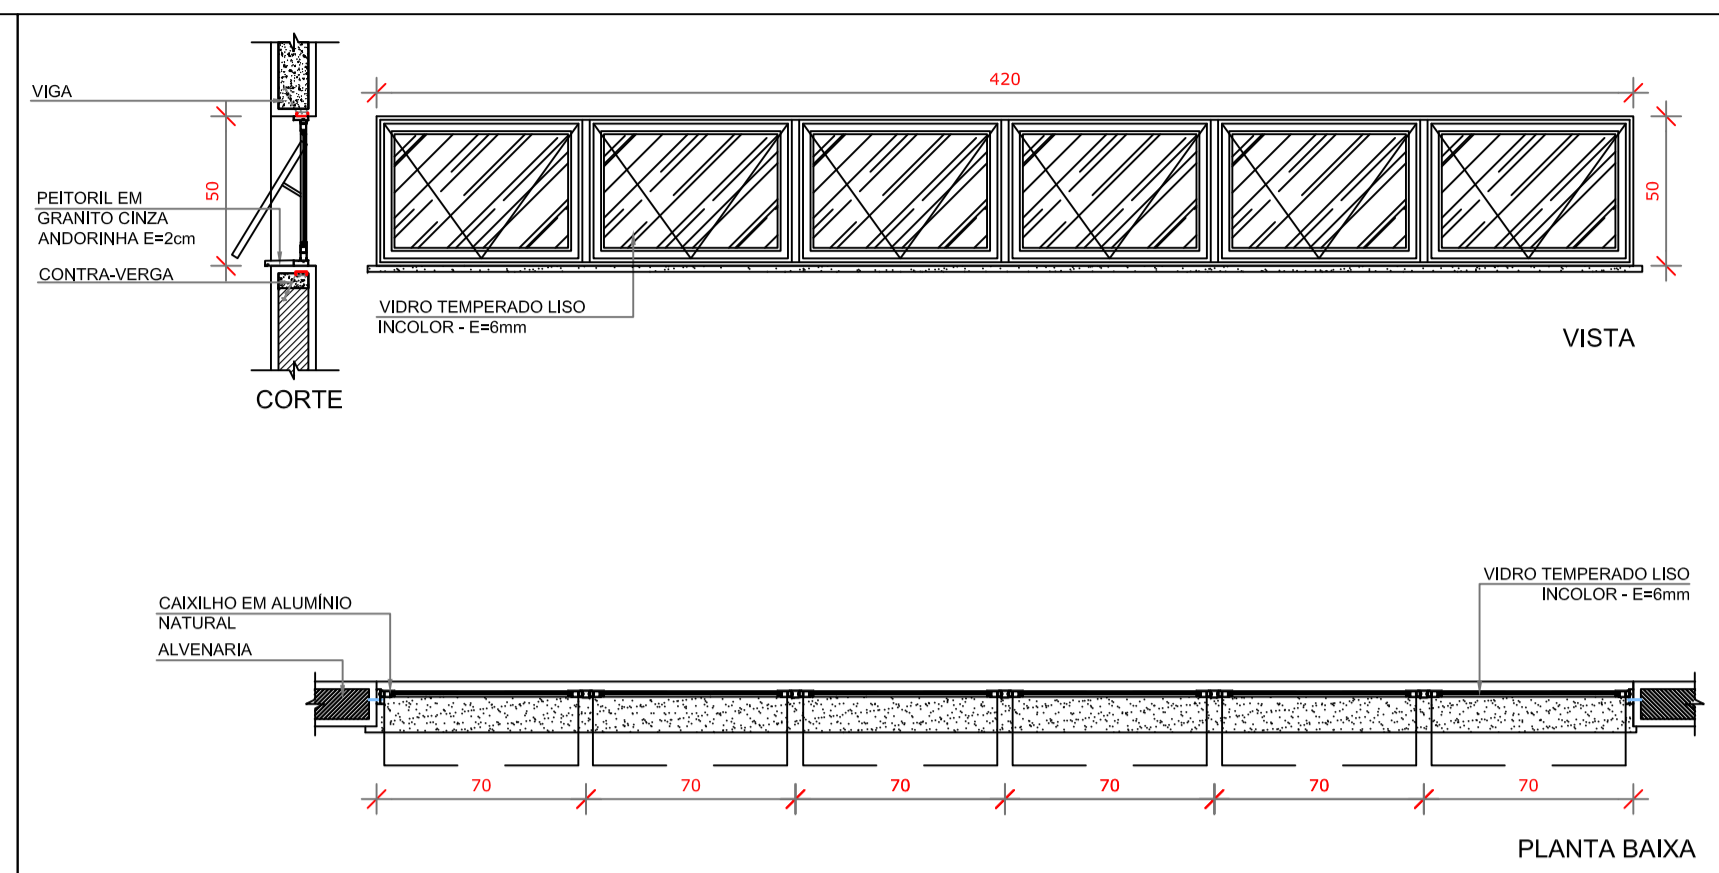 VIGA
50
PEITORIL EM
GRANITO CINZA
ANDORINHA E=2cm
CONTRA-VERGA
CORTE
420
50
VIDRO TEMPERADO LISO
INCOLOR - E=6mm
VISTA
VIDRO TEMPERADO LISO
INCOLOR - E=6mm
CAIXILHO EM ALUMÍNIO
NATURAL
ALVENARIA
70 70 70 70 70 70
PLANTA BAIXA